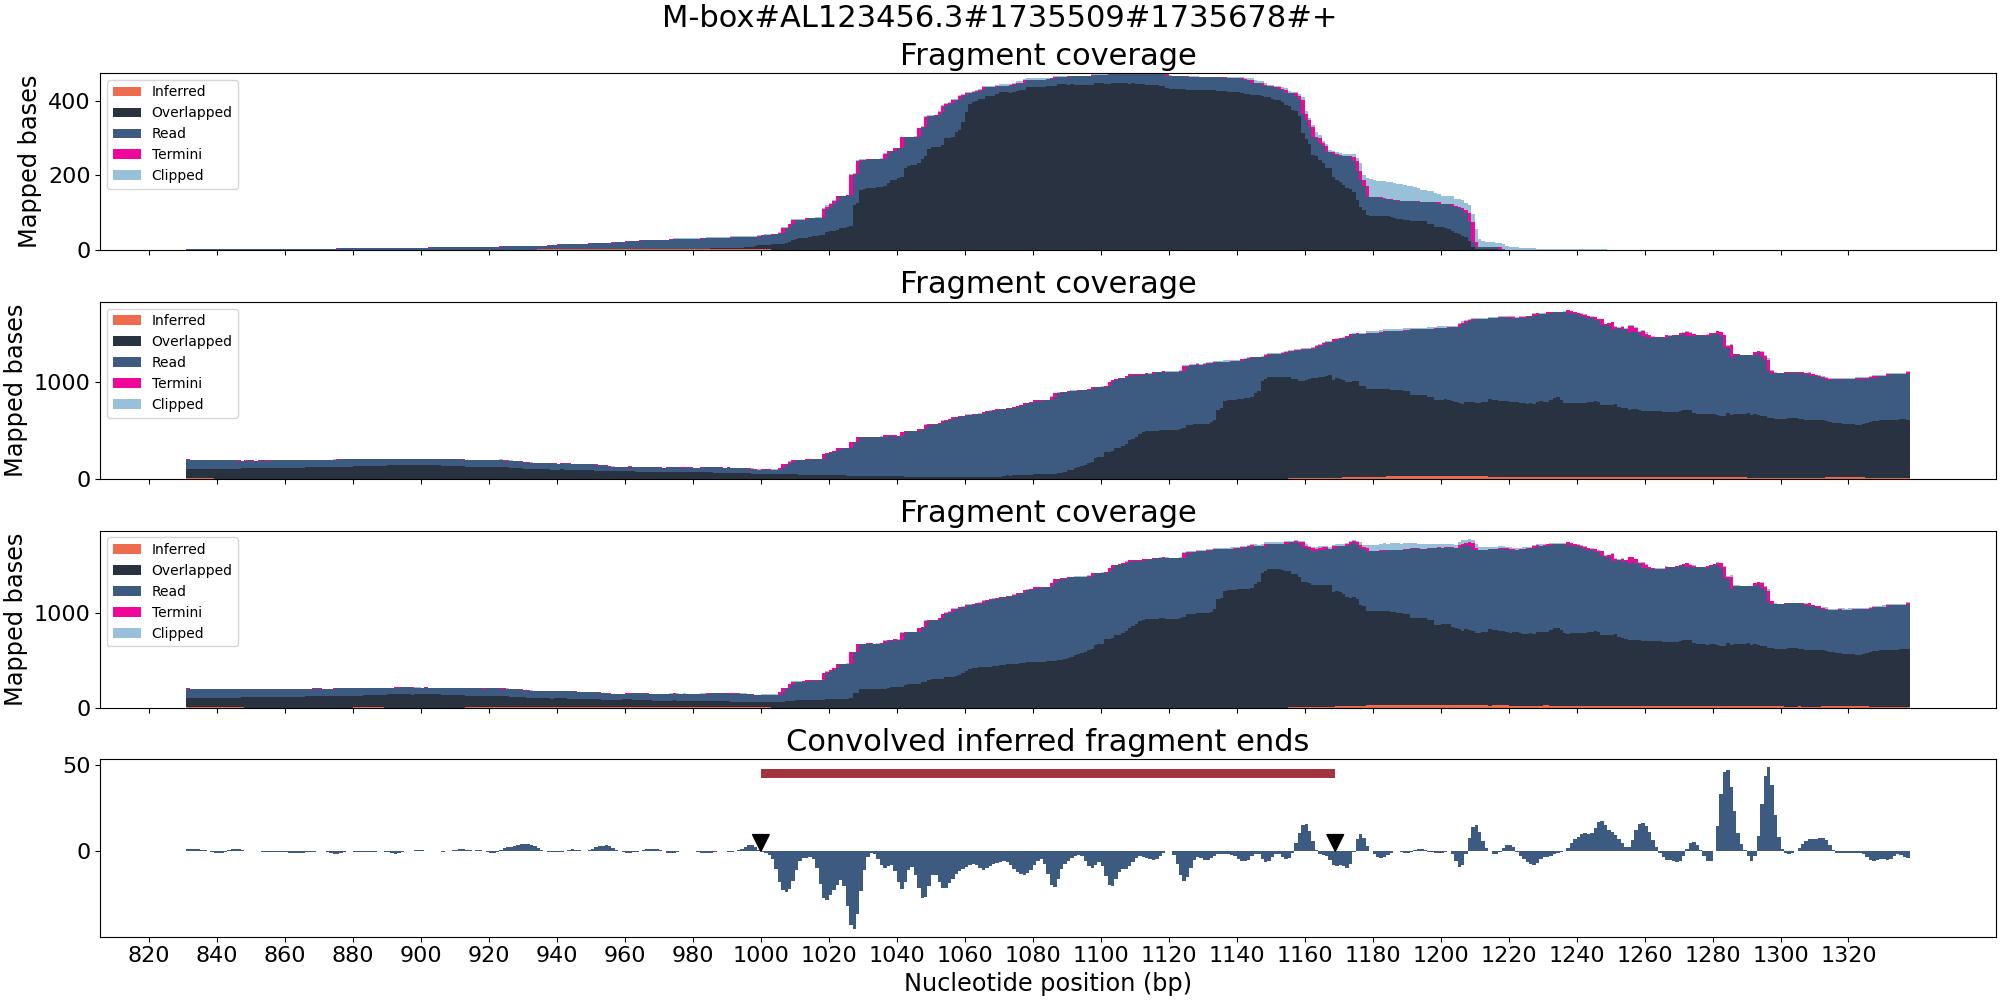 M-box#AL123456.3#1735509#1735678#+
Fragment coverage
Mapped bases
400
200
0
Inferred
Overlapped
Read
Termini
Clipped
Fragment coverage
Mapped bases
1000
0
Inferred
Overlapped
Read
Termini
Clipped
Fragment coverage
Mapped bases
1000
0
Inferred
Overlapped
Read
Termini
Clipped
Convolved inferred fragment ends
50
0
820 840 860 880 900 920 940 960 980 1000 1020 1040 1060 1080 1100 1120 1140 1160 1180 1200 1220 1240 1260 1280 1300 1320
Nucleotide position (bp)